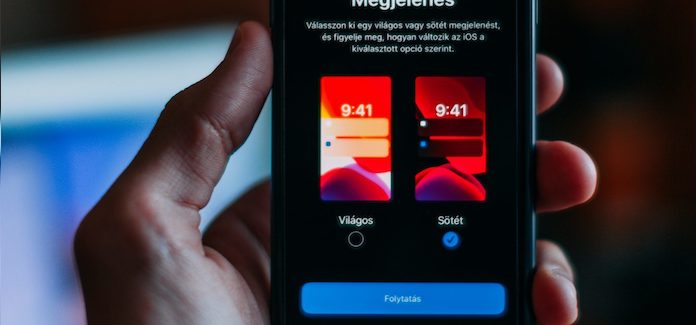 Megjelenés
Válasszon ki egy világos vagy sötét megjelenést,
és figyelje meg, hogyan változik az iOS a
kiválasztott opció szerint.
9:41
9:41
Világos
Sötét
Folytatás